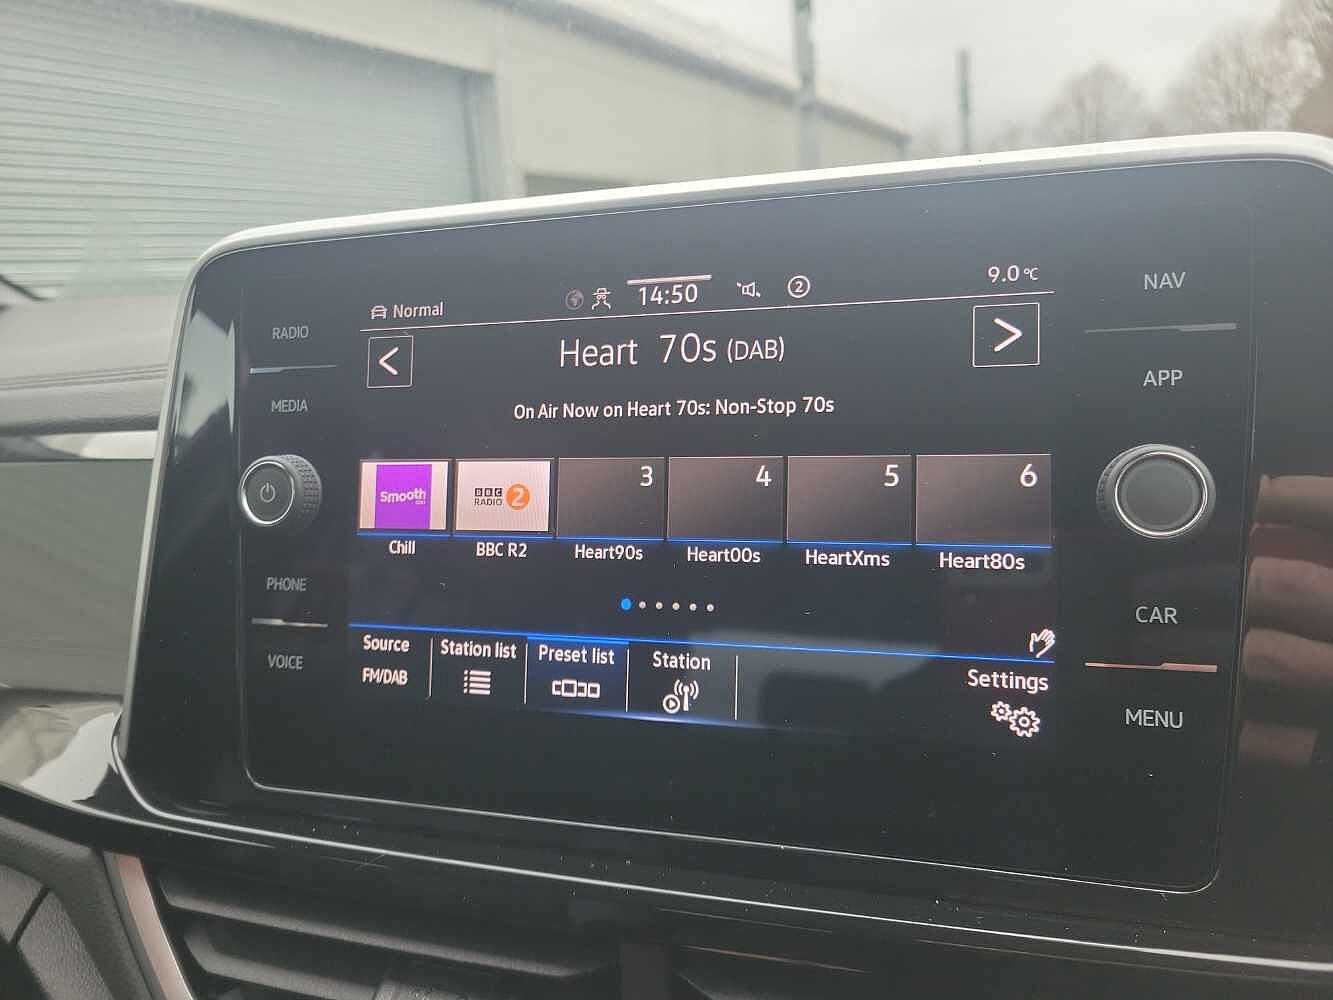 Normal
14:50
2
9.0 °C
Heart 70s (DAB)
On Air Now on Heart 70s: Non-Stop 70s
Smooth
BBC
RADIO 2
3
4
5
6
Chill
BBC R2
Heart90s
Heart00s
HeartXms
Heart80s
Source
FM/DAB
Station list
Preset list
Station
Settings
RADIO
MEDIA
PHONE
VOICE
NAV
APP
CAR
MENU